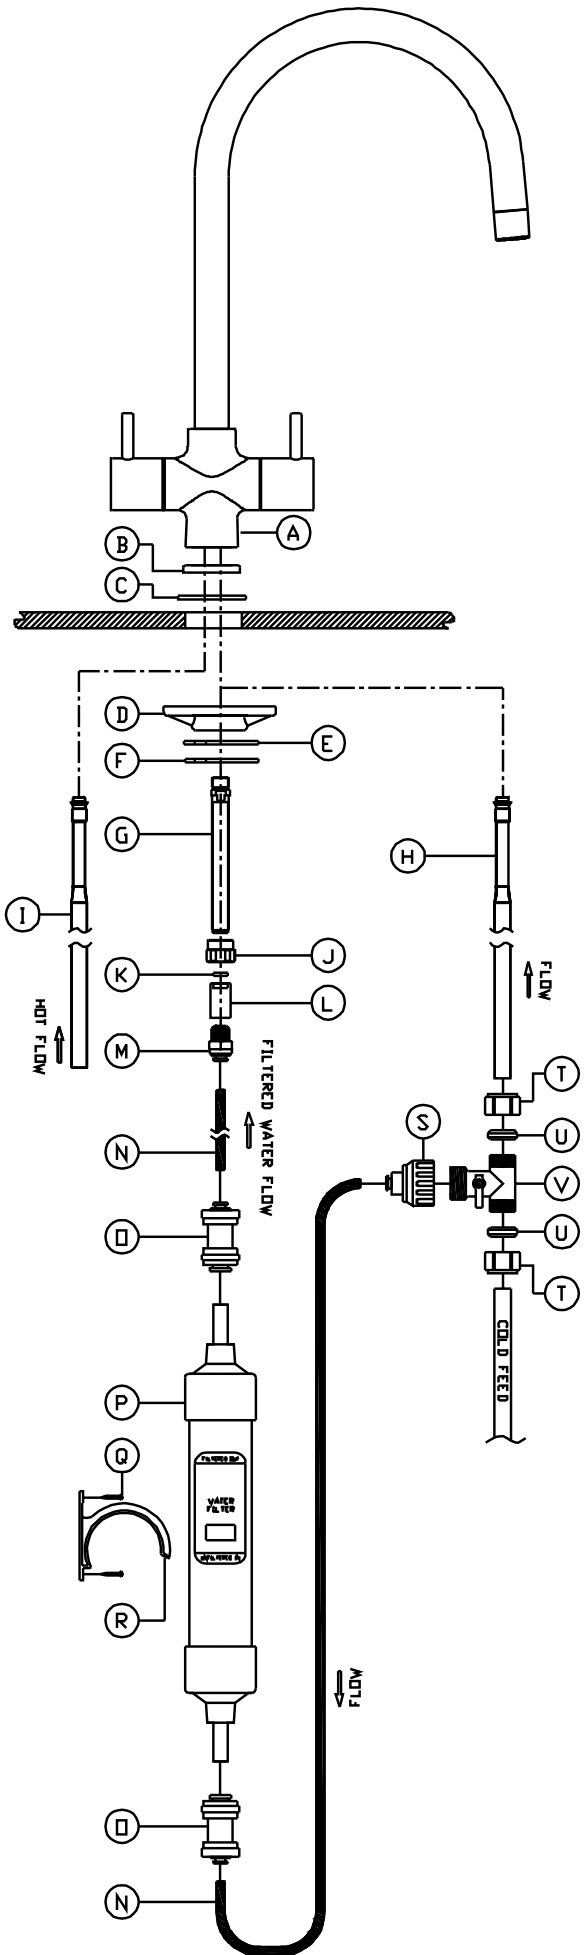 A
B
C
D
E
F
G
H
I
J
K
L
HOT FLOW
FLOW
M
FILTERED WATER FLOW
T
S
U
N
V
O
U
T
COLD FEED
P
Q
WATER
FILTER
R
FLOW
O
N